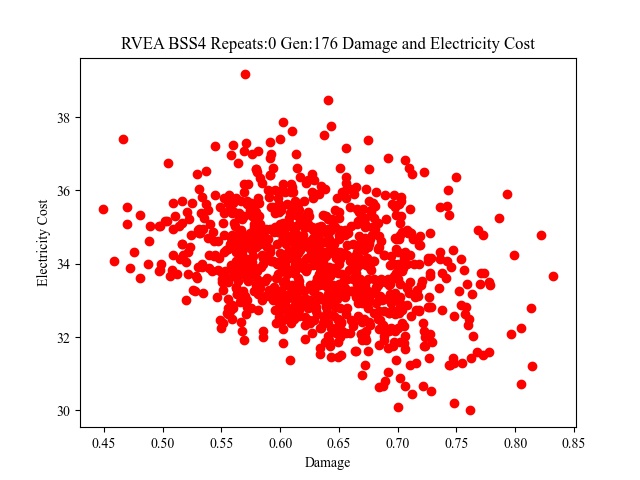 RVEA BSS4 Repeats:0 Gen:176 Damage and Electricity Cost
Electricity Cost
38
36
34
32
30
0.45 0.50 0.55 0.60 0.65 0.70 0.75 0.80 0.85
Damage